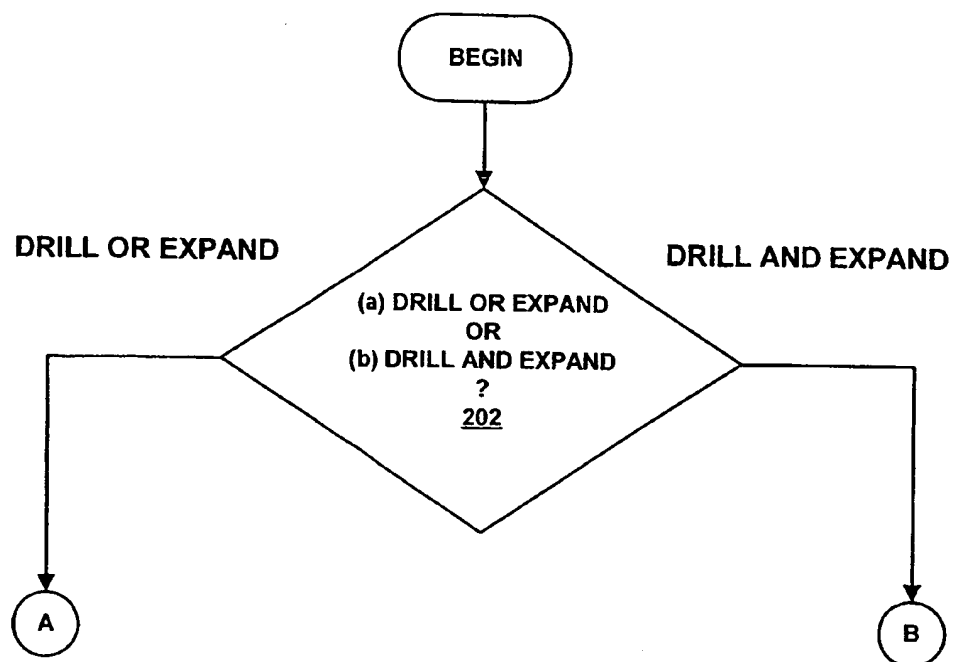 BEGIN
DRILL OR EXPAND
DRILL AND EXPAND
(a) DRILL OR EXPAND
OR
(b) DRILL AND EXPAND
?
202
A
B